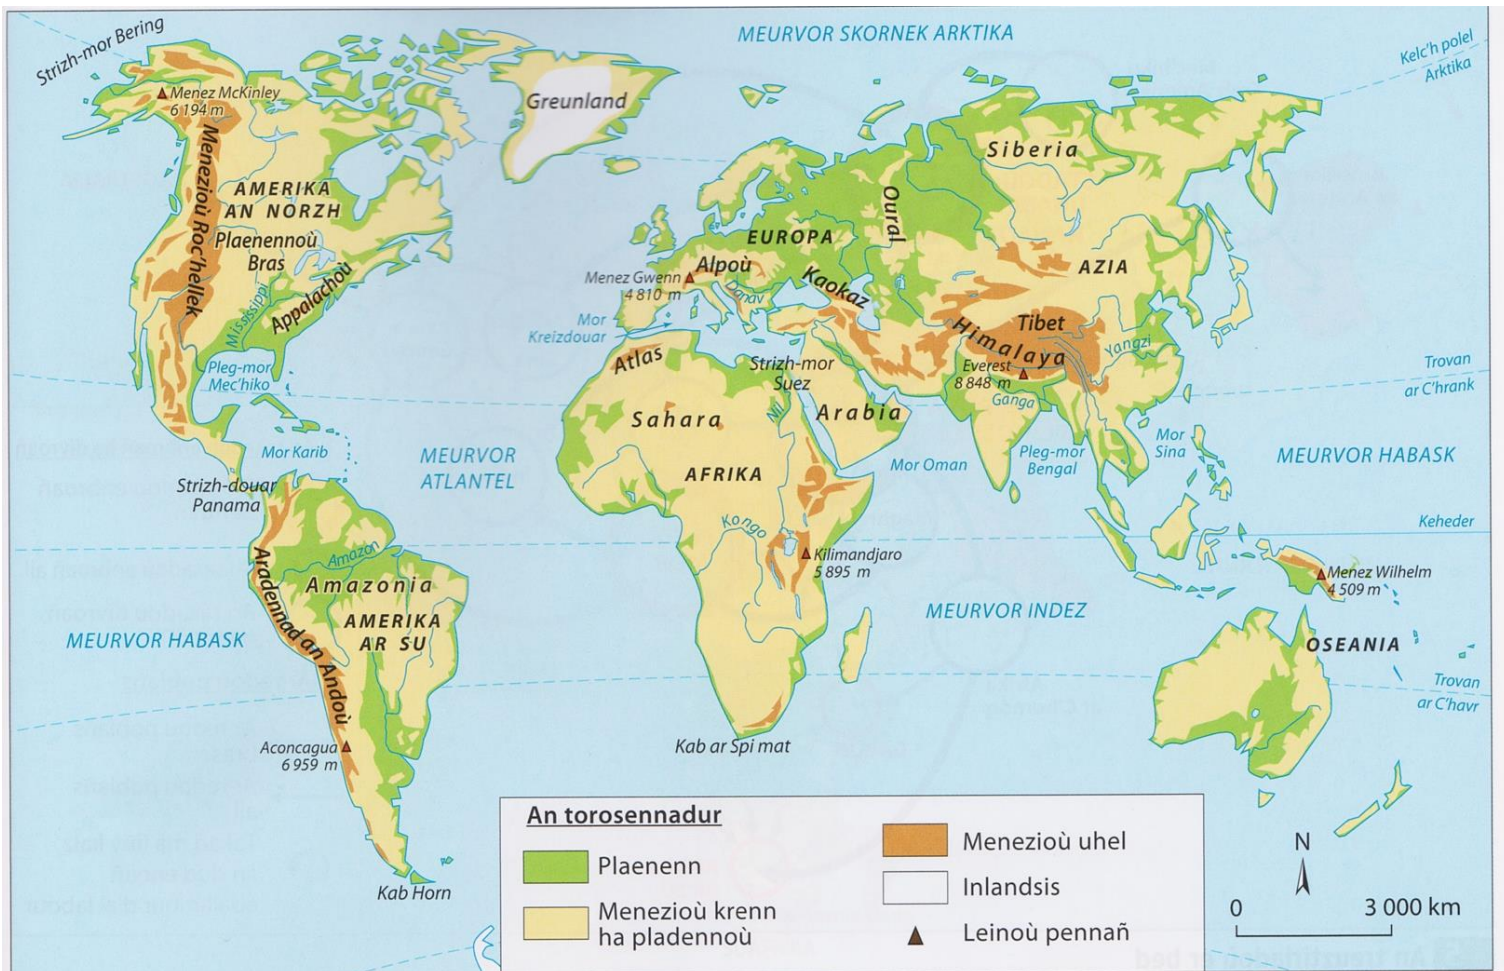 MEURVOR SKORNEK ARKTIKA
Strizh-mor Bering
Kelc'h polel
Arktika
Menez McKinley
6 194 m
Greunland
Siberia
Menezioù Roc'hellek
AMERIKA
AN NORZH
Plaenennoù
Bras
Oural
EUROPA
AZIA
Alpoù
Menez Gwenn
4 810 m
Danav
Kaokaz
Appalachoù
Mississippi
Mor
Kreizdouar
Himalaya
Tibet
Yangzi
Atlas
Strizh-mor
Suez
Everest
8 848 m
Ganga
Trovan
ar C'hrank
Pleg-mor
Mec'hiko
Sahara
Nil
Arabia
Mor Karib
MEURVOR
ATLANTEL
AFRIKA
Mor Oman
Pleg-mor
Bengal
Mor
Sina
MEURVOR HABASK
Strizh-douar
Panama
Kongo
Keheder
Amazon
Kilimandjaro
5 895 m
Menez Wilhelm
4 509 m
Aradennad an Andoù
Amazonia
AMERIKA
AR SU
MEURVOR INDEZ
MEURVOR HABASK
OSEANIA
Trovan
ar C'havr
Aconcagua
6 959 m
Kab ar Spi mat
Kab Horn
An torosennadur
Plaenenn
Menezioù krenn
ha pladennoù
Menezioù uhel
Inlandsis
Leinoù pennañ
N
0 3 000 km